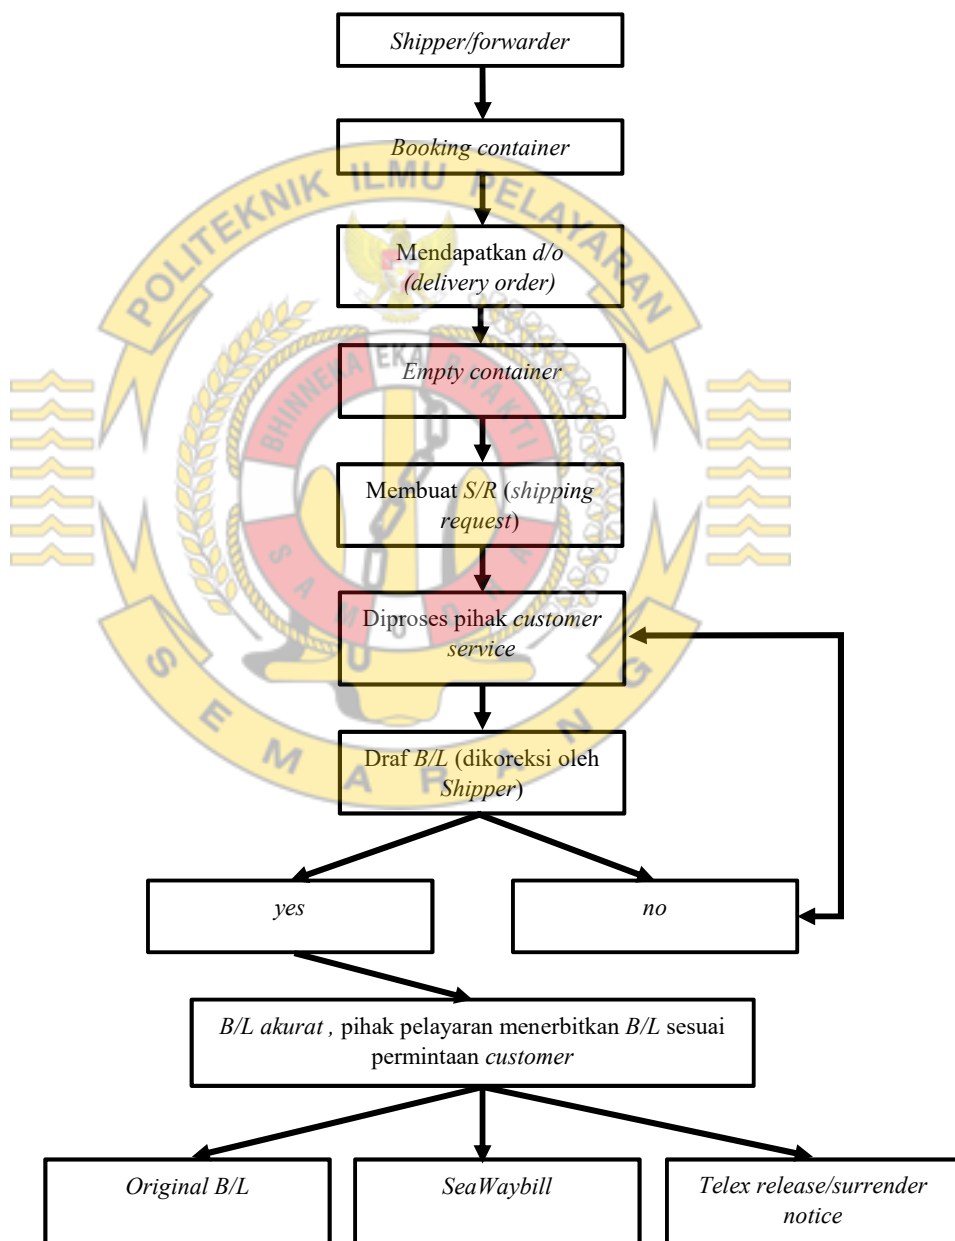 Shipper/forwarder
Booking container
POLITEKNIK ILMU PELAYARAN
Mendapatkan d/o
(delivery order)
Empty container
BHINNEKA EKA BHAKTI
Membuat S/R (shipping
request)
SAMUDRA
Diproses pihak customer
service
SEMARANG
Draf B/L (dikoreksi oleh
Shipper)
yes
no
B/L akurat , pihak pelayaran menerbitkan B/L sesuai
permintaan customer
Original B/L
SeaWaybill
Telex release/surrender
notice